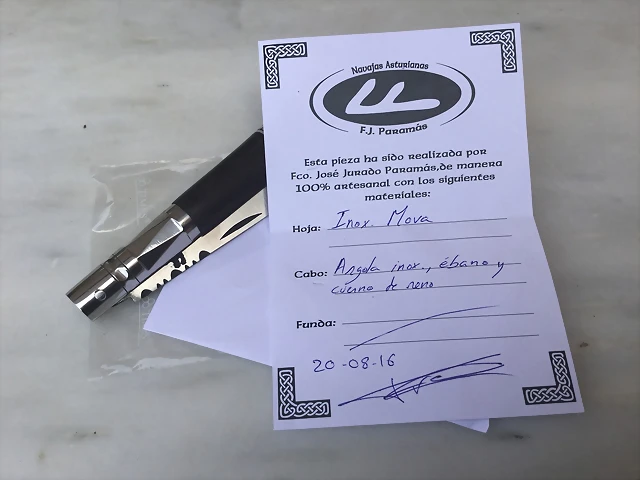 Navajas Asturianas
F.J. Paramás
Esta pieza ha sido realizada por
Fco. José Jurado Paramás,de manera
100% artesanal con los siguientes
materiales:
Hoja: Inox. Mova
Cabo: Argola inox., ébano y
cuerno de reno
Funda:
20-08-16